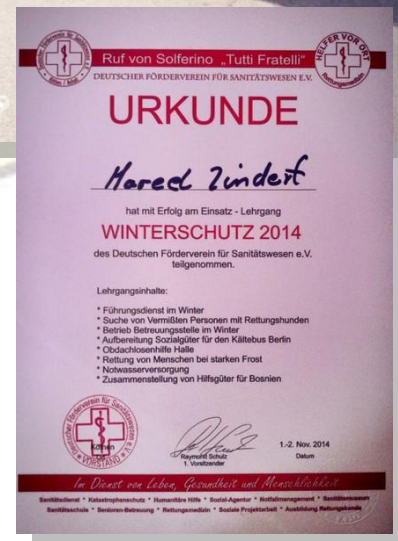 Ruf von Solferino „Tutti Fratelli“
HELFER VOR ORT
DEUTSCHER FÖRDERVEREIN FÜR SANITÄTSWESEN E.V.
URKUNDE
Marcel Zindert
hat mit Erfolg am Einsatz - Lehrgang
WINTERSCHUTZ 2014
des Deutschen Förderverein für Sanitätswesen e.V.
teilgenommen.
Lehrgangsinhalte:
* Führungsdienst im Winter
* Suche von Vermißten Personen mit Rettungshunden
* Betrieb Betreuungsstelle im Winter
* Aufbereitung Sozialgüter für den Kältebus Berlin
* Obdachlosenhilfe Halle
* Rettung von Menschen bei starken Frost
* Notwasserversorgung
* Zusammenstellung von Hilfsgüter für Bosnien
Deutscher Förderverein für Sanitätswesen e.V.
VORSTAND
Köthen
Ort
Raymond Schulz
1. Vorsitzender
1.-2. Nov. 2014
Datum
Im Dienst von Leben, Gesundheit und Menschlichkeit
Sanitätsdienst * Katastrophenschutz * Humanitäre Hilfe * Sozial-Agentur * Notfallmanagement * Sanitätsmuseum
Sanitätsschule * Senioren-Betreuung * Rettungsmedizin * Soziale Projektarbeit * Ausbildung Rettungshunde